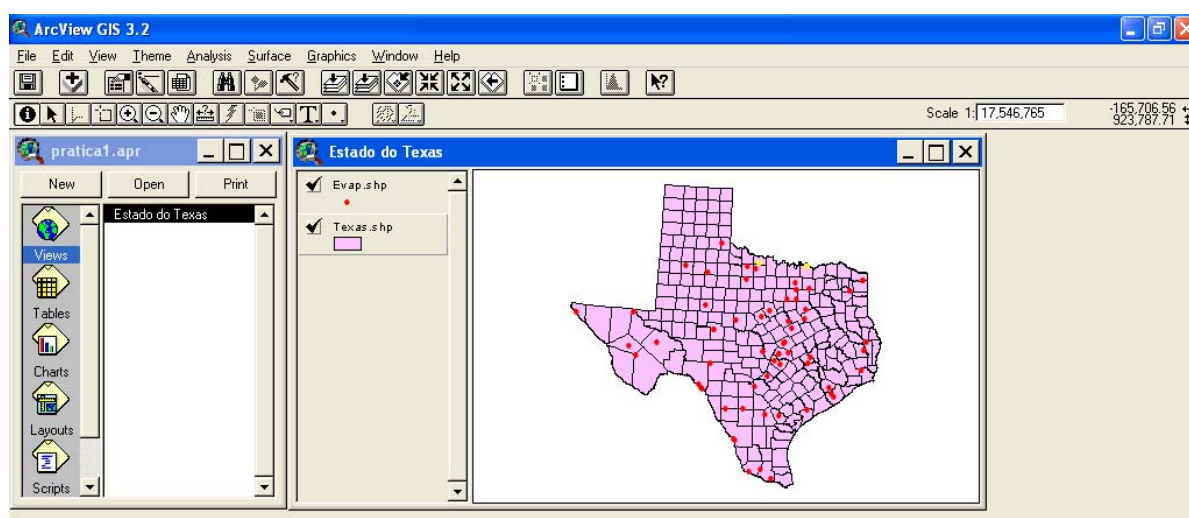 ArcView GIS 3.2
File Edit View Theme Analysis Surface Graphics Window Help
Scale 1: 17,546,765
-165,706.56
923,787.71
pratica1.apr
New Open Print
Views
Tables
Charts
Layouts
Scripts
Estado do Texas
Estado do Texas
Evap.shp
Texas.shp